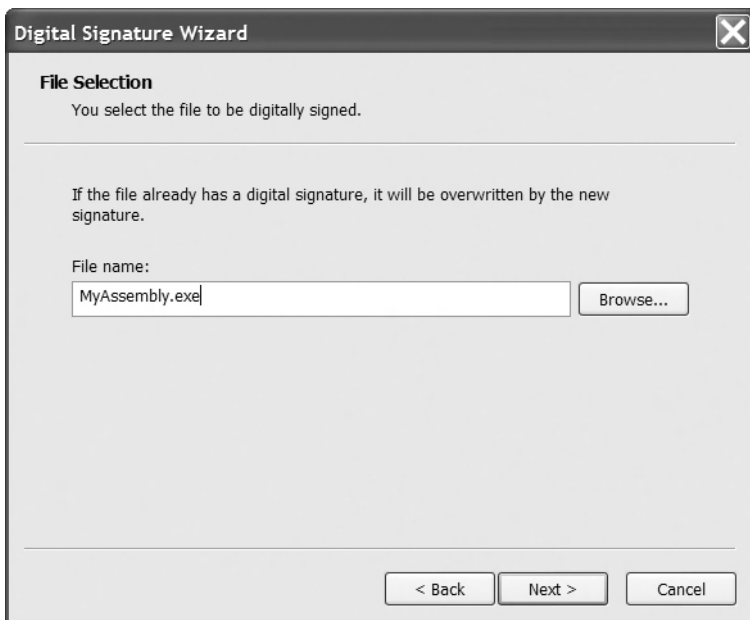 Digital Signature Wizard
File Selection
You select the file to be digitally signed.
If the file already has a digital signature, it will be overwritten by the new
signature.
File name:
MyAssembly.exe
Browse...
< Back
Next >
Cancel